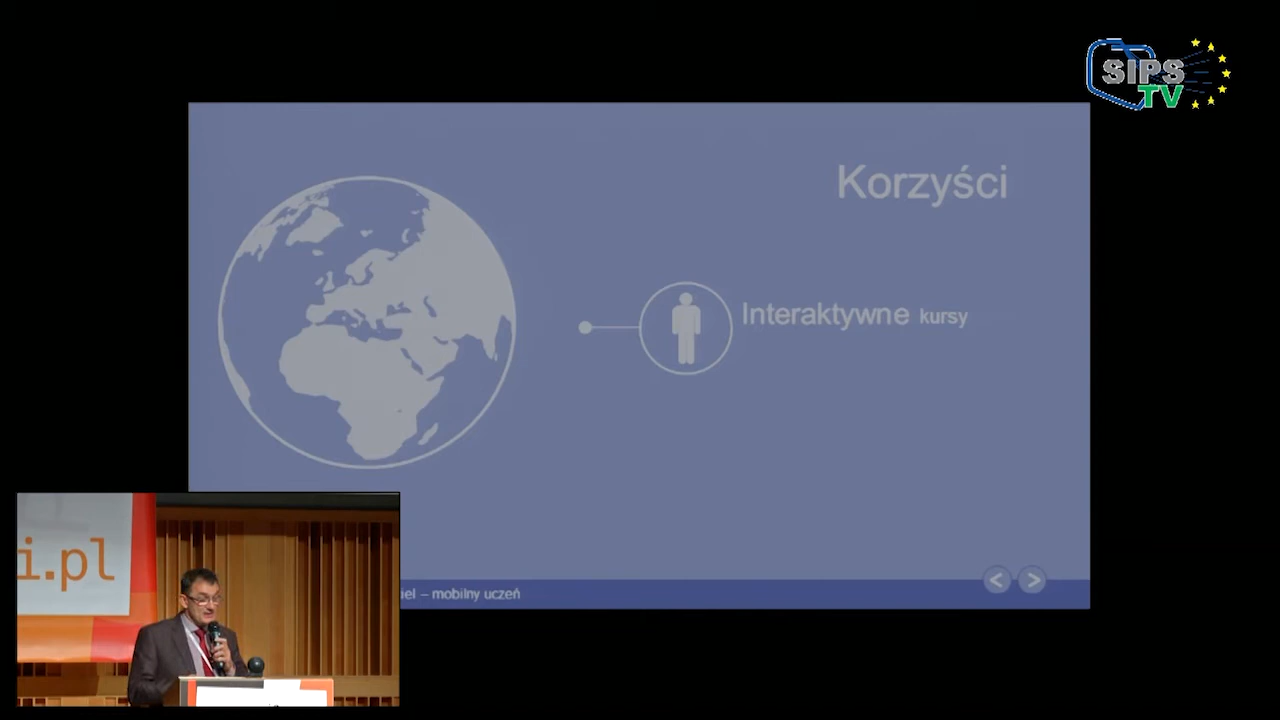 SIPS
TV
Korzyści
Interaktywne kursy
– mobilny uczeń
< >
i.pl